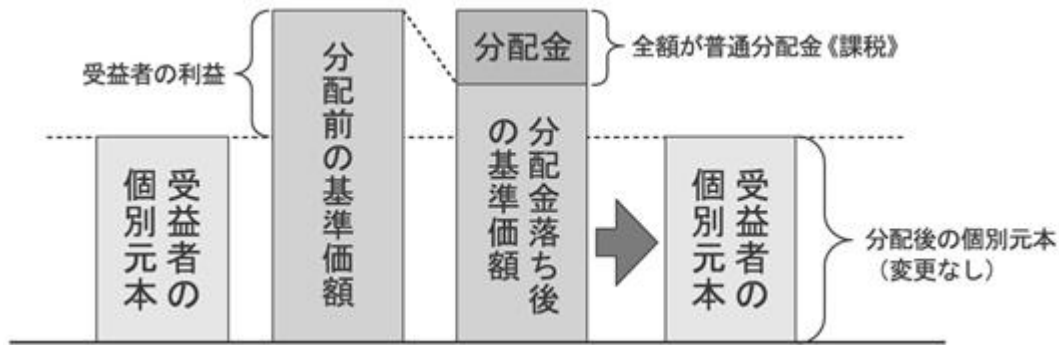 受益者の利益
受益者の
個別元本
分配前の基準価額
分配金
全額が普通分配金《課税》
分配金落ち後
の基準価額
受益者の
個別元本
分配後の個別元本
（変更なし）